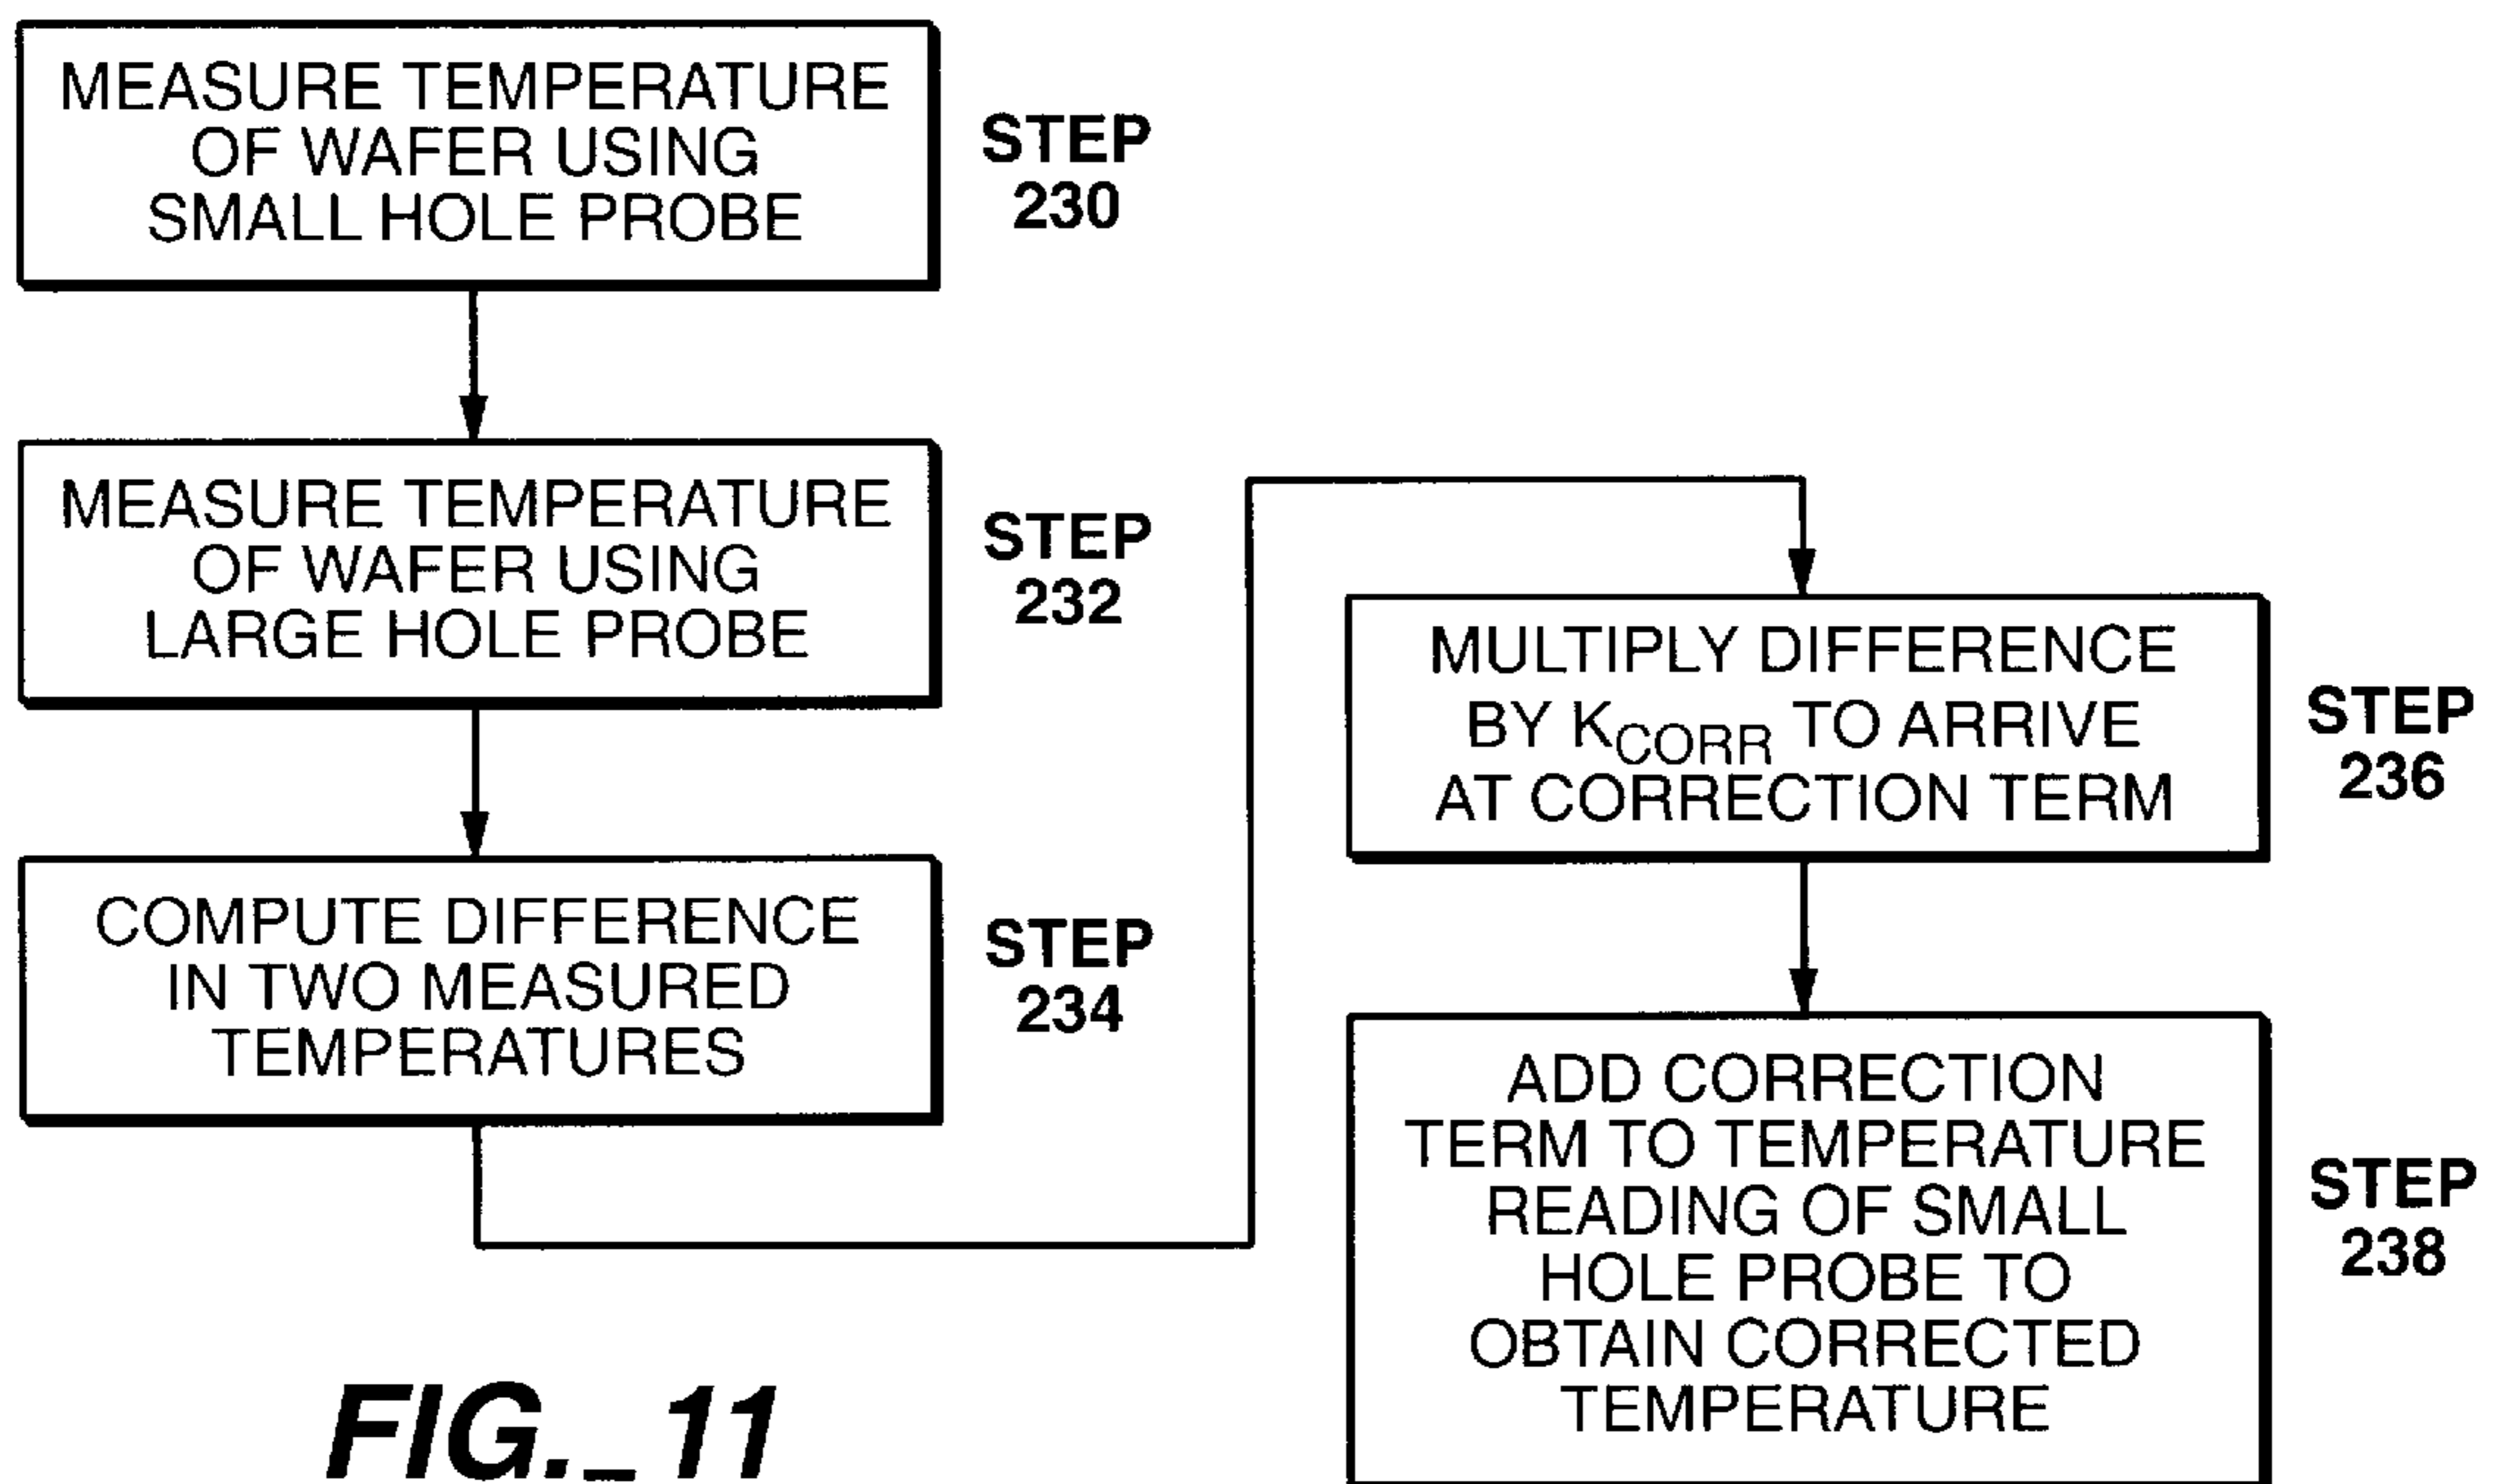 MEASURE TEMPERATURE
OF WAFER USING
SMALL HOLE PROBE
STEP
230
MEASURE TEMPERATURE
OF WAFER USING
LARGE HOLE PROBE
STEP
232
COMPUTE DIFFERENCE
IN TWO MEASURED
TEMPERATURES
STEP
234
MULTIPLY DIFFERENCE
BY KCORR TO ARRIVE
AT CORRECTION TERM
STEP
236
ADD CORRECTION
TERM TO TEMPERATURE
READING OF SMALL
HOLE PROBE TO
OBTAIN CORRECTED
TEMPERATURE
STEP
238
FIG._11